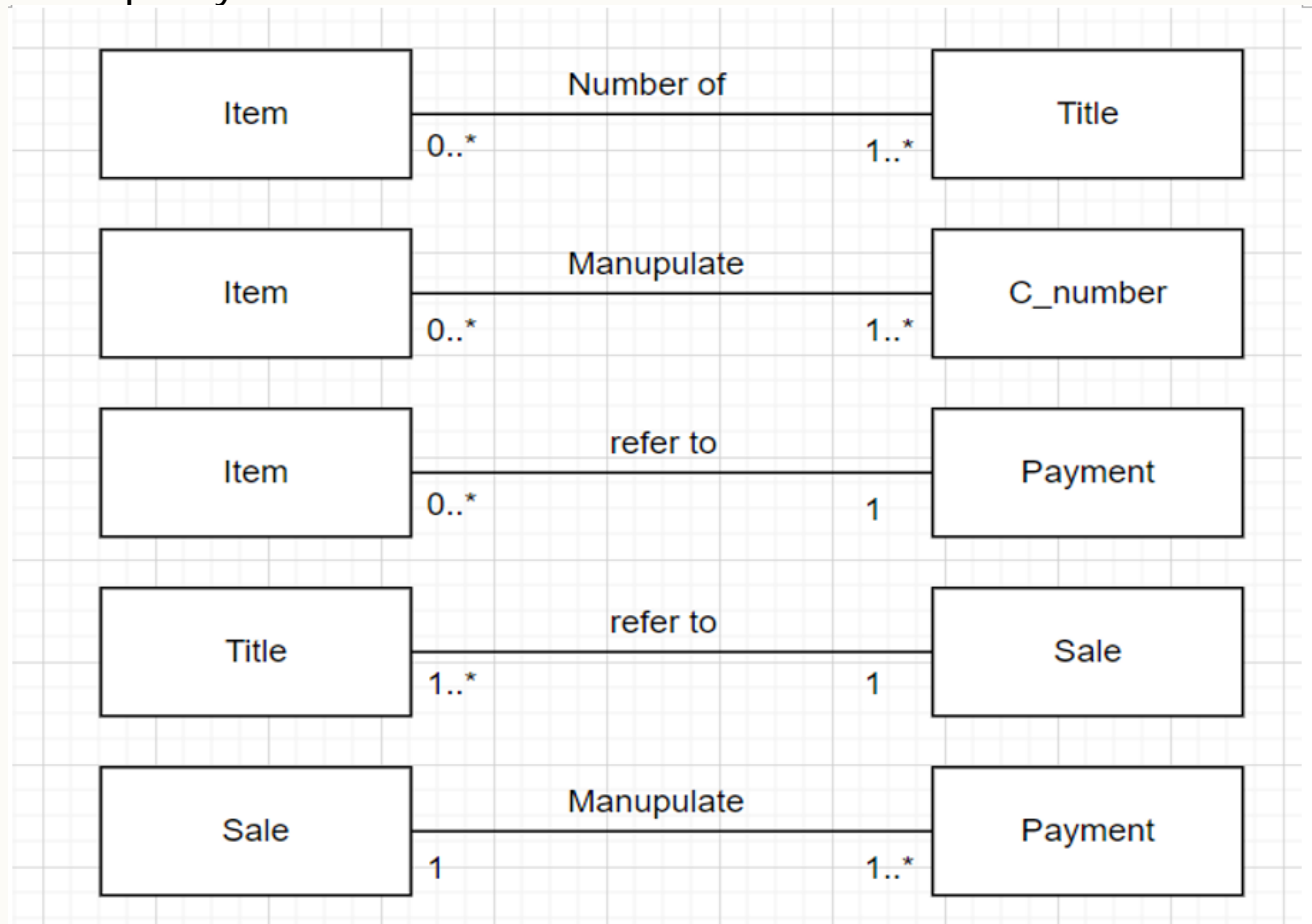 Number of
Item Title
0..* 1..*
Manupulate
Item C_number
0..* 1..*
refer to
Item Payment
0..* 1
refer to
Title Sale
1..* 1
Manupulate
Sale Payment
1 1..*